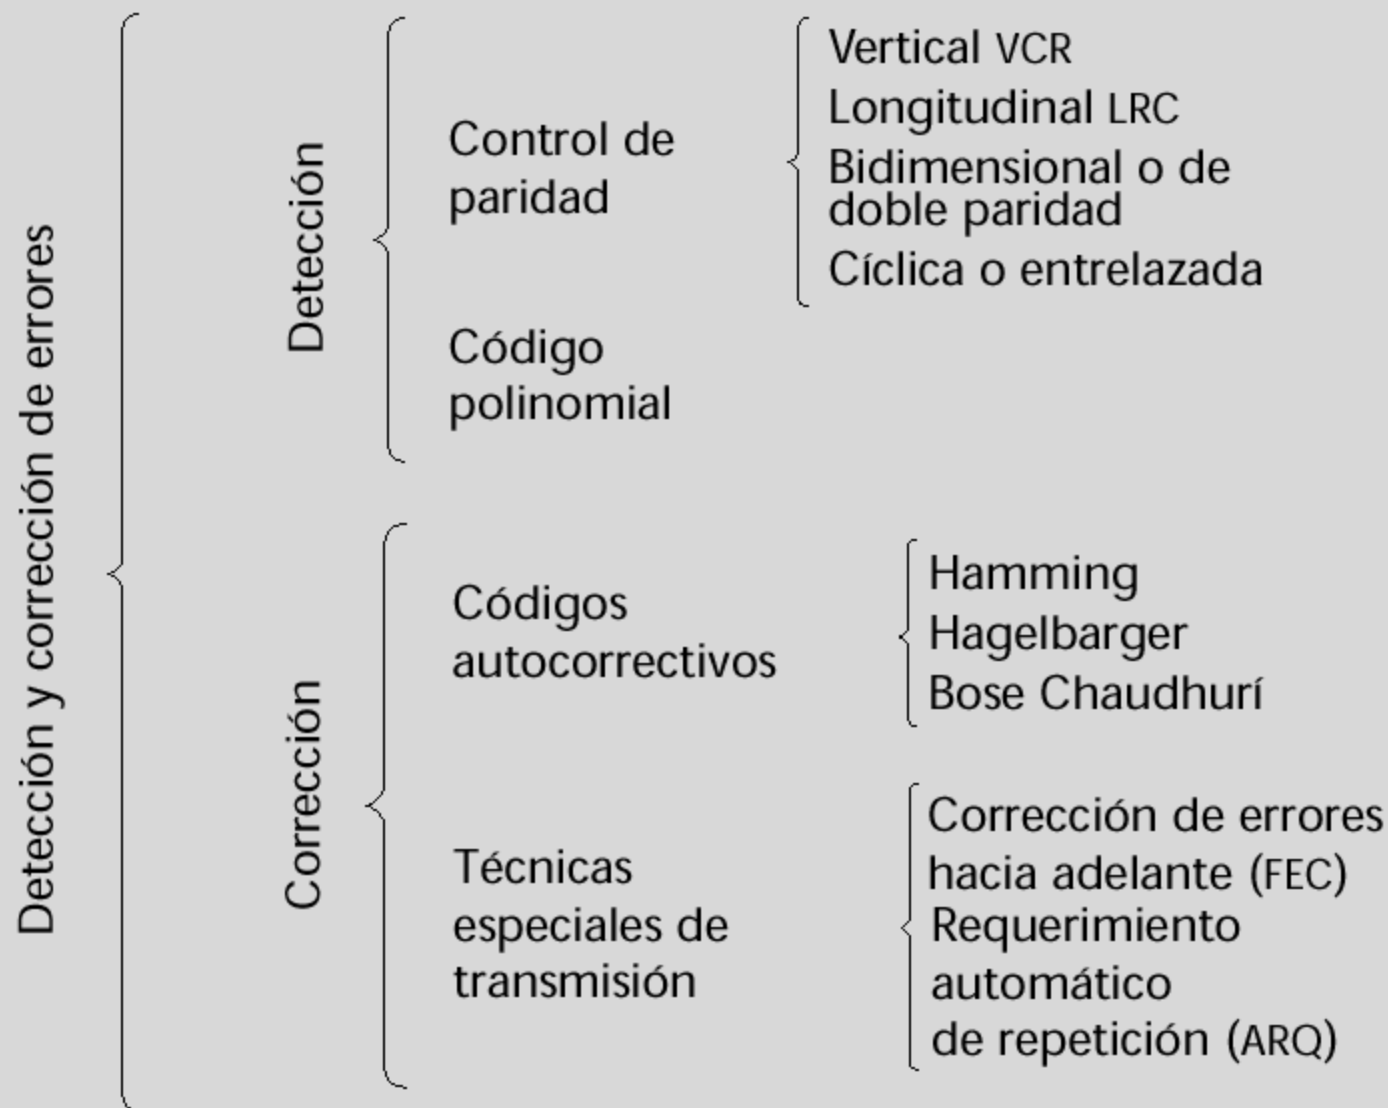 Detección y corrección de errores
Detección
Control de
paridad
Vertical VCR
Longitudinal LRC
Bidimensional o de
doble paridad
Cíclica o entrelazada
Código
polinomial
Corrección
Códigos
autocorrectivos
Hamming
Hagelbarger
Bose Chaudhurí
Técnicas
especiales de
transmisión
Corrección de errores
hacia adelante (FEC)
Requerimiento
automático
de repetición (ARQ)